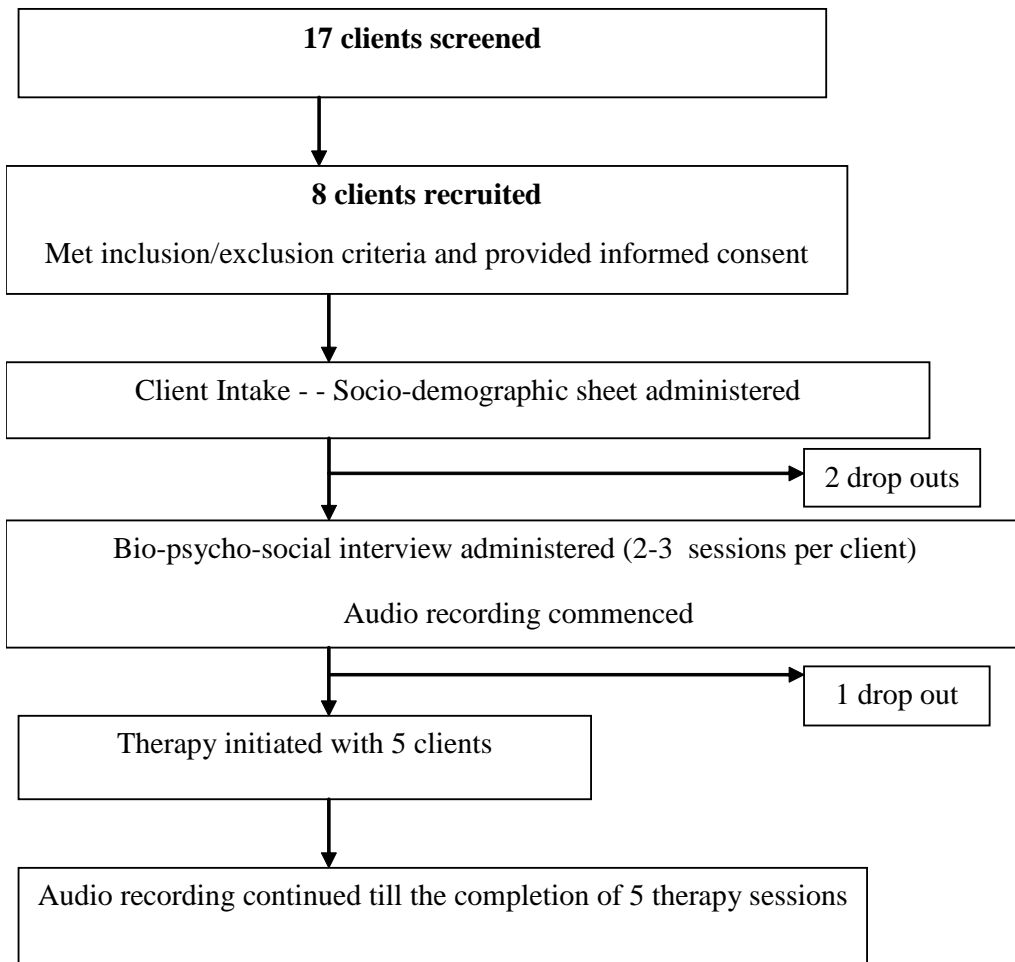 17 clients screened
8 clients recruited
Met inclusion/exclusion criteria and provided informed consent
Client Intake - - Socio-demographic sheet administered
2 drop outs
Bio-psycho-social interview administered (2-3 sessions per client)
Audio recording commenced
1 drop out
Therapy initiated with 5 clients
Audio recording continued till the completion of 5 therapy sessions